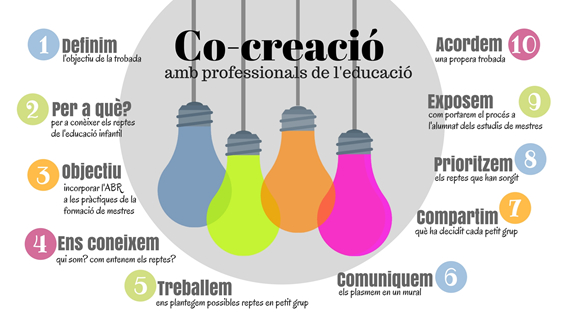 Co-creació
amb professionals de l'educació
1
Definim
l'objectiu de la trobada
2
Per a què?
per a conèixer els reptes
de l'educació infantil
3
Objectiu
incorporar l'ABR
a les pràctiques de la
formació de mestres
4
Ens coneixem
qui som? com entenem els reptes?
5
Treballem
ens plantegem possibles reptes en petit grup
6
Comuniquem
els plasmem en un mural
7
Compartim
què ha decidit cada petit grup
8
Prioritzem
els reptes que han sorgit
9
Exposem
com portarem el procés a
l'alumnat dels estudis de mestres
10
Acordem
una propera trobada